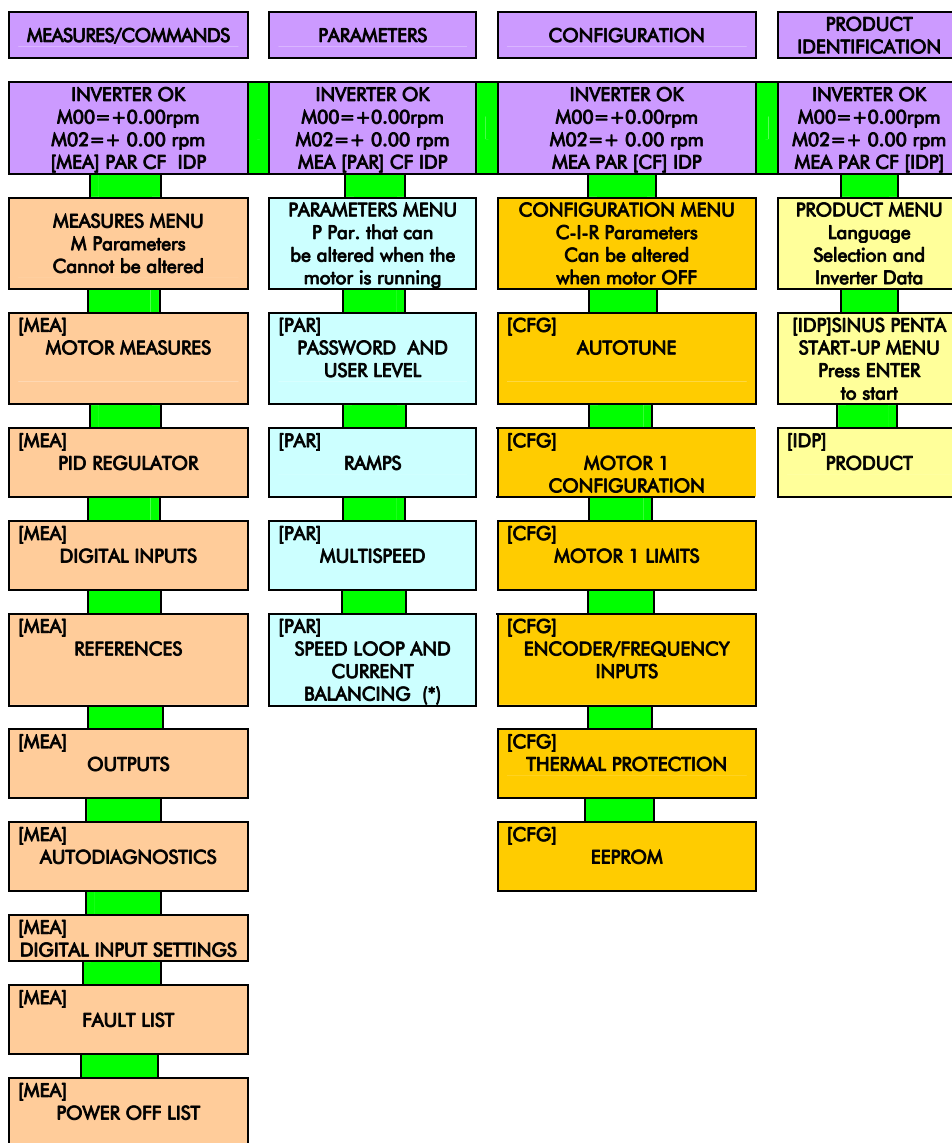 MEASURES/COMMANDS
PARAMETERS
CONFIGURATION
PRODUCT
IDENTIFICATION
INVERTER OK
M00=+0.00rpm
M02=+ 0.00 rpm
[MEA] PAR CF IDP
INVERTER OK
M00=+0.00rpm
M02=+ 0.00 rpm
MEA [PAR] CF IDP
INVERTER OK
M00=+0.00rpm
M02=+ 0.00 rpm
MEA PAR [CF] IDP
INVERTER OK
M00=+0.00rpm
M02=+ 0.00 rpm
MEA PAR CF [IDP]
MEASURES MENU
M Parameters
Cannot be altered
[MEA]
MOTOR MEASURES
[MEA]
PID REGULATOR
[MEA]
DIGITAL INPUTS
[MEA]
REFERENCES
[MEA]
OUTPUTS
[MEA]
AUTODIAGNOSTICS
[MEA]
DIGITAL INPUT SETTINGS
[MEA]
FAULT LIST
[MEA]
POWER OFF LIST
PARAMETERS MENU
P Par. that can
be altered when the
motor is running
[PAR]
PASSWORD AND
USER LEVEL
[PAR]
RAMPS
[PAR]
MULTISPEED
[PAR]
SPEED LOOP AND
CURRENT
BALANCING (*)
CONFIGURATION MENU
C-I-R Parameters
Can be altered
when motor OFF
[CFG]
AUTOTUNE
[CFG]
MOTOR 1
CONFIGURATION
[CFG]
MOTOR 1 LIMITS
[CFG]
ENCODER/FREQUENCY
INPUTS
[CFG]
THERMAL PROTECTION
[CFG]
EEPROM
PRODUCT MENU
Language
Selection and
Inverter Data
[IDP]SINUS PENTA
START-UP MENU
Press ENTER
to start
[IDP]
PRODUCT